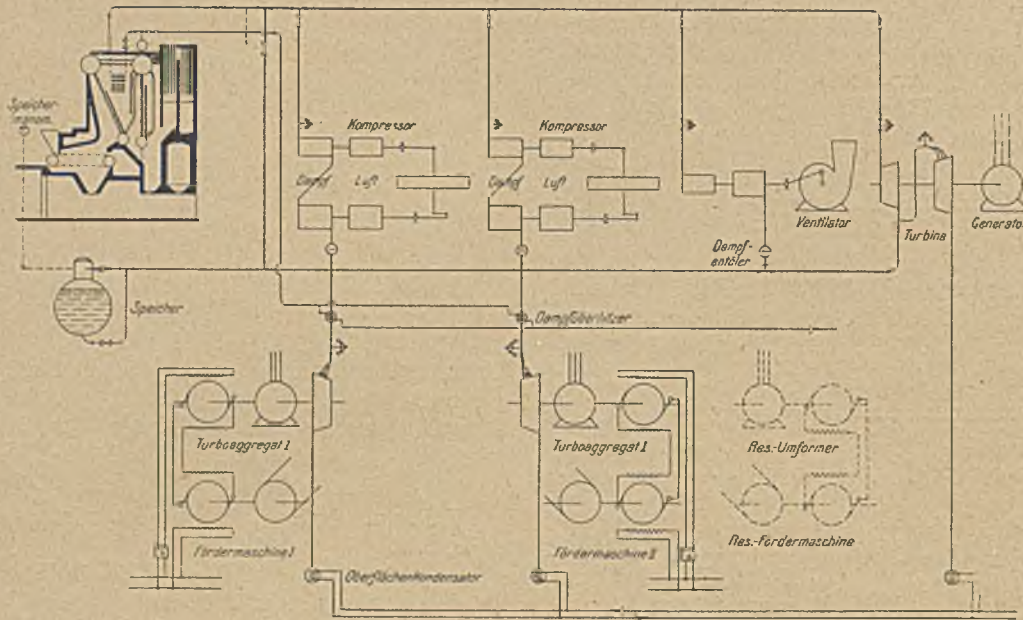 Speicher
manom.
Kompressor
Kompressor
Dampf
Luft
Dampf
Luft
Ventilator
Turbine
Generator
Dampf-
entöler
Speicher
Dampfüberhitzer
Turboaggregat I
Turboaggregat I
Res.-Umformer
Fördermaschine I
Fördermaschine II
Res.-Fördermaschine
Oberflächenkondensator